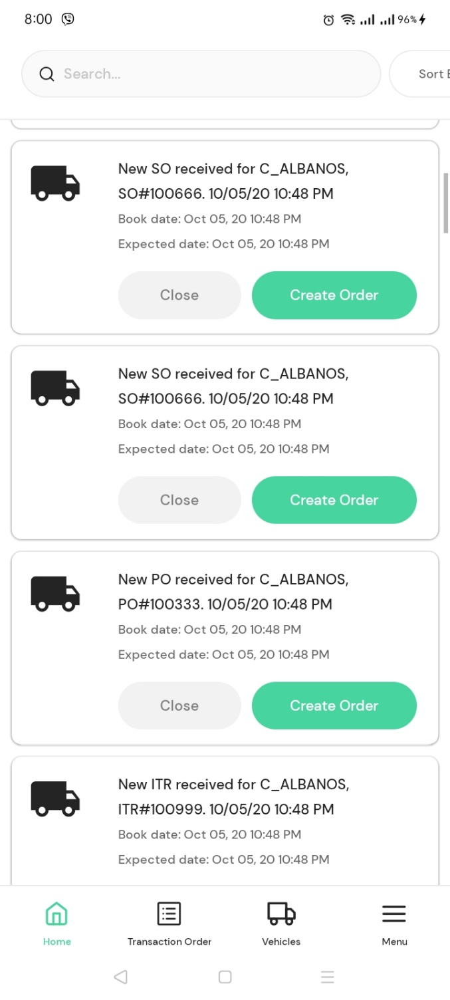 8:00
96%
Search...
Sort
New SO received for C_ALBANOS,
SO#100666. 10/05/20 10:48 PM
Book date: Oct 05, 20 10:48 PM
Expected date: Oct 05, 20 10:48 PM
Close
Create Order
New SO received for C_ALBANOS,
SO#100666. 10/05/20 10:48 PM
Book date: Oct 05, 20 10:48 PM
Expected date: Oct 05, 20 10:48 PM
Close
Create Order
New PO received for C_ALBANOS,
PO#100333. 10/05/20 10:48 PM
Book date: Oct 05, 20 10:48 PM
Expected date: Oct 05, 20 10:48 PM
Close
Create Order
New ITR received for C_ALBANOS,
ITR#100999. 10/05/20 10:48 PM
Book date: Oct 05, 20 10:48 PM
Expected date: Oct 05, 20 10:48 PM
Home
Transaction Order
Vehicles
Menu